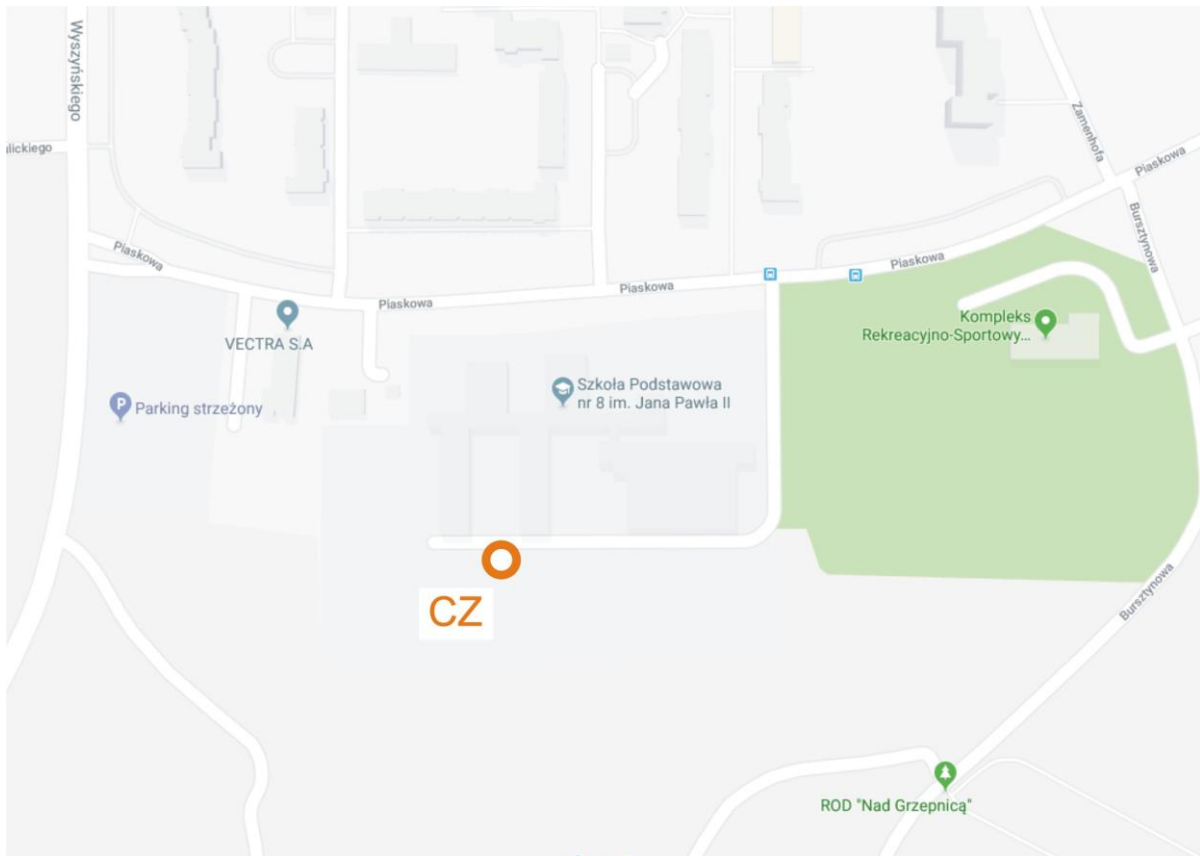 Wyszyńskiego
alickiego
Zamenhofa
Piaskowa
Bursztynowa
Piaskowa
Piaskowa
Piaskowa
Piaskowa
VECTRA S.A
Kompleks
Rekreacyjno-Sportowy...
P
Parking strzeżony
Szkoła Podstawowa
nr 8 im. Jana Pawła II
CZ
Bursztynowa
ROD "Nad Grzepnicą"